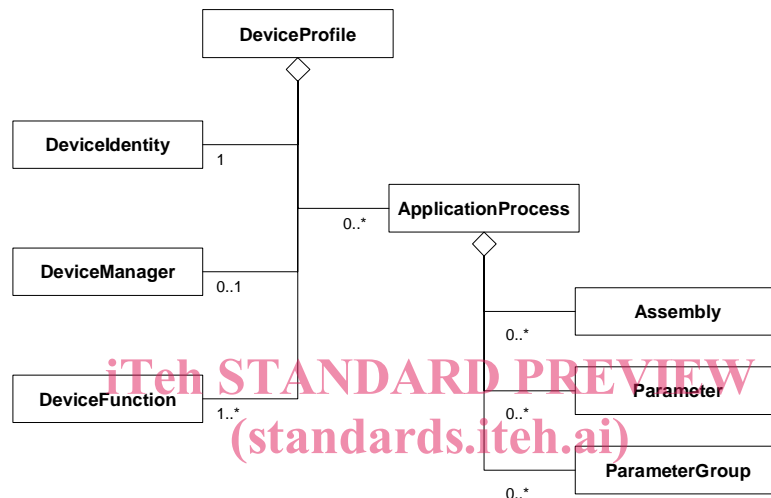 DeviceProfile
DeviceIdentity
1
ApplicationProcess
0..*
DeviceManager
0..1
Assembly
0..*
iTeh STANDARD PREVIEW
Parameter
DeviceFunction
1..*
0..*
(standards.iteh.ai)
ParameterGroup
0..*